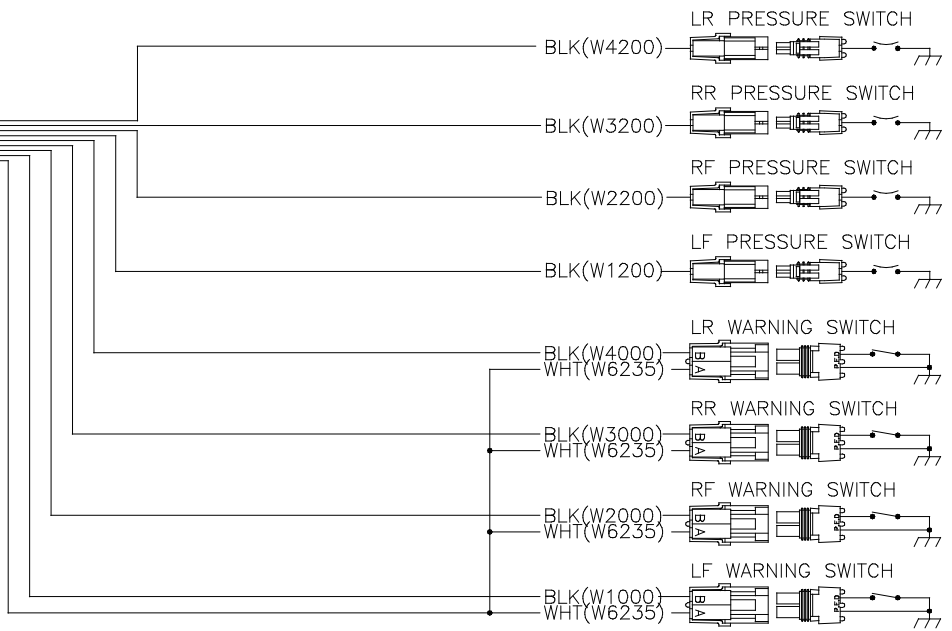 LR PRESSURE SWITCH
BLK(W4200)
RR PRESSURE SWITCH
BLK(W3200)
RF PRESSURE SWITCH
BLK(W2200)
LF PRESSURE SWITCH
BLK(W1200)
LR WARNING SWITCH
BLK(W4000)
B
WHT(W6235)
A
RR WARNING SWITCH
BLK(W3000)
B
WHT(W6235)
A
RF WARNING SWITCH
BLK(W2000)
B
WHT(W6235)
A
LF WARNING SWITCH
BLK(W1000)
B
WHT(W6235)
A